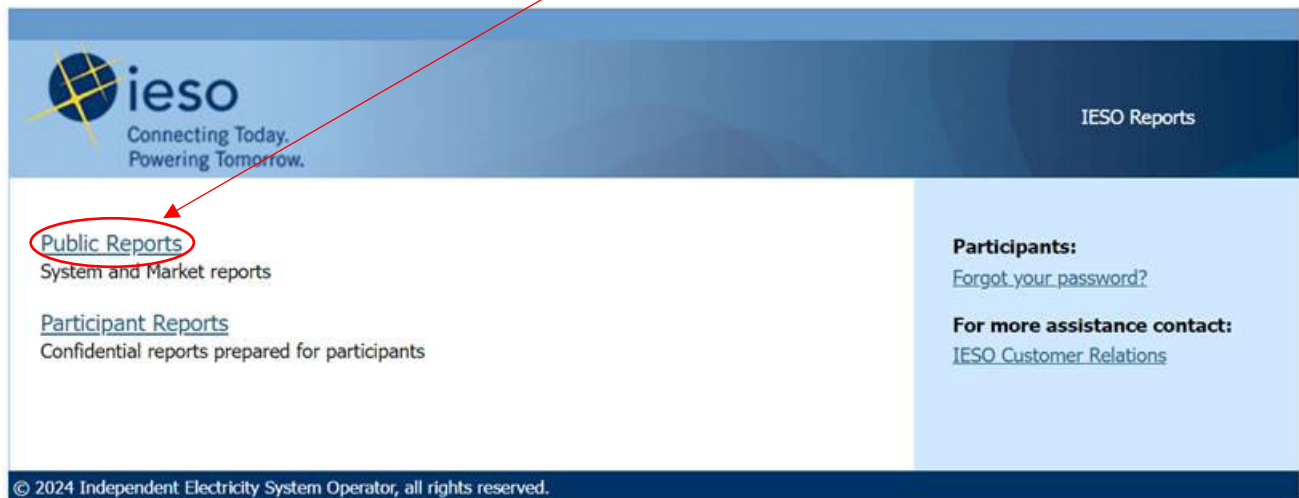 ieso
Connecting Today.
Powering Tomorrow.
IESO Reports
Public Reports
System and Market reports
Participant Reports
Confidential reports prepared for participants
Participants:
Forgot your password?
For more assistance contact:
IESO Customer Relations
© 2024 Independent Electricity System Operator, all rights reserved.